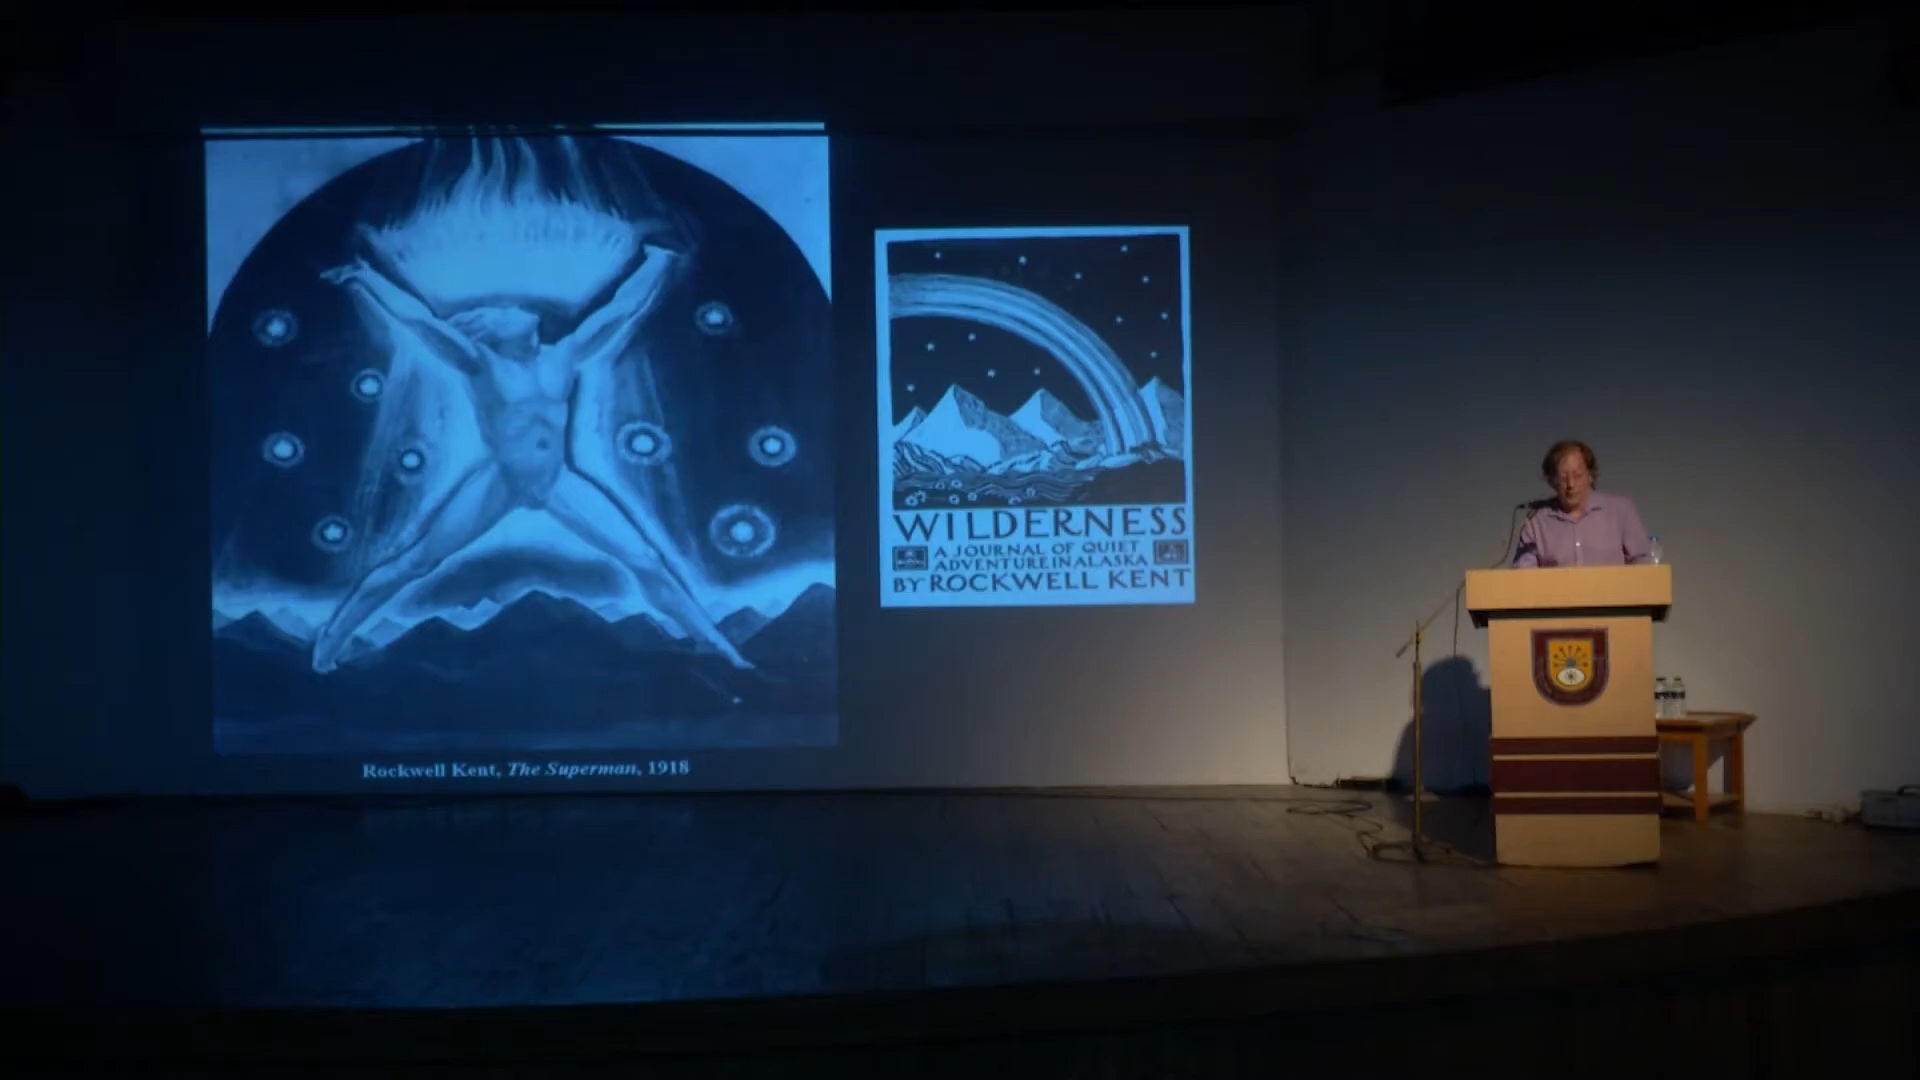 WILDERNESS
A JOURNAL OF QUIET
ADVENTURE IN ALASKA
BY ROCKWELL KENT
Rockwell Kent, The Superman, 1918